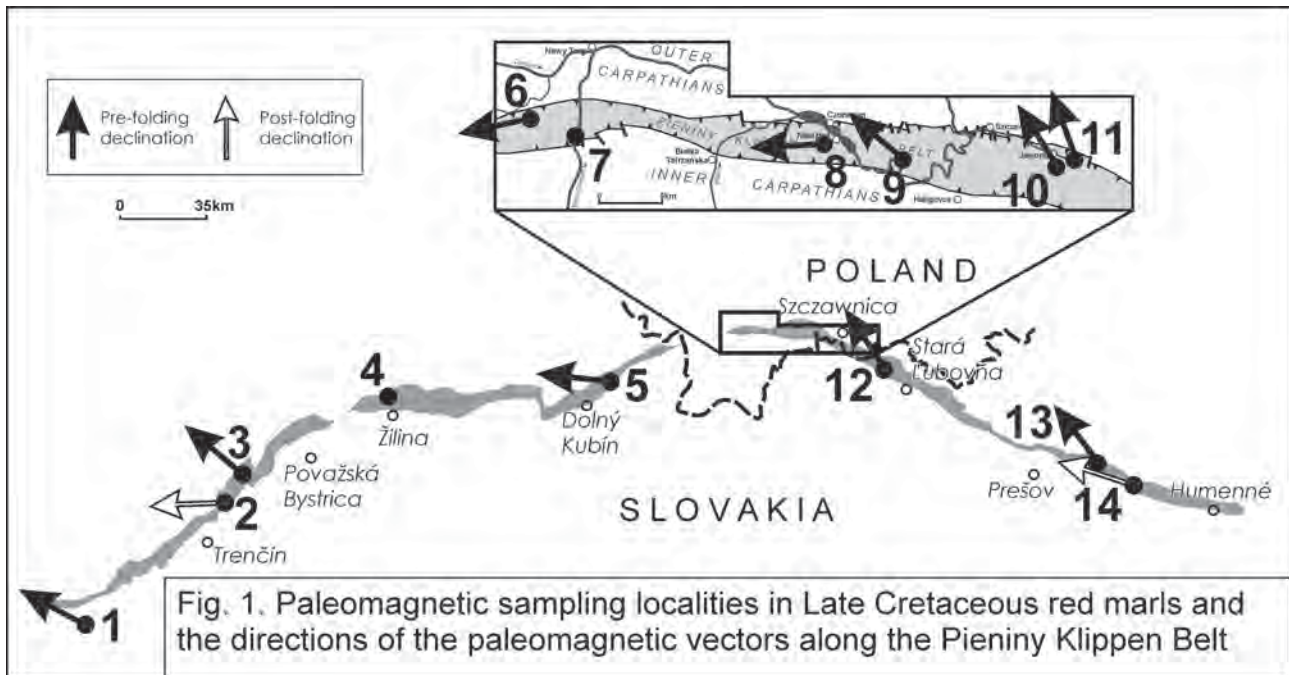 Pre-folding
declination
Post-folding
declination
0 35km
Nowy Targ
OUTER
CARPATHIANS
6
PIENINY
7
INNER
CARPATHIANS
8
BELT
9
10
11
POLAND
Szczawnica
Stará
Ľubovňa
12
4
Žilina
5
Dolný
Kubín
3
Považská
Bystrica
2
Trenčín
SLOVAKIA
13
Prešov
14
Humenné
1
Fig. 1. Paleomagnetic sampling localities in Late Cretaceous red marls and
the directions of the paleomagnetic vectors along the Pieniny Klippen Belt